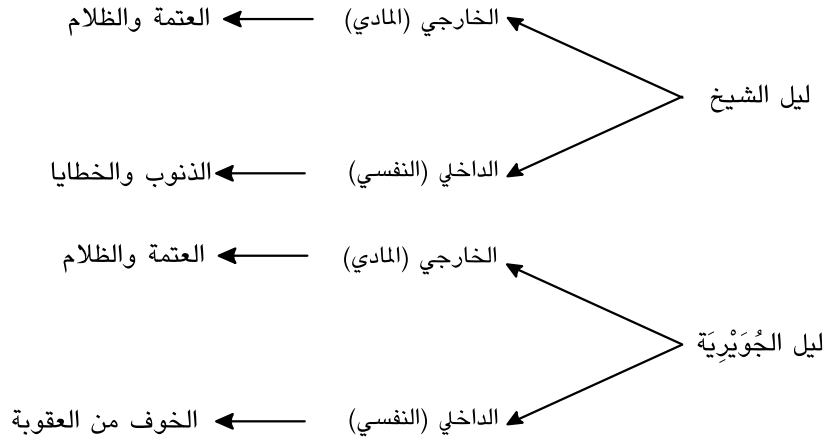 الخارجي (المادي) العتمة والظلام
ليل الشيخ
الداخلي (النفسي) الذنوب والخطايا
الخارجي (المادي) العتمة والظلام
ليل الجُوَيْرِيَة
الداخلي (النفسي) الخوف من العقوبة